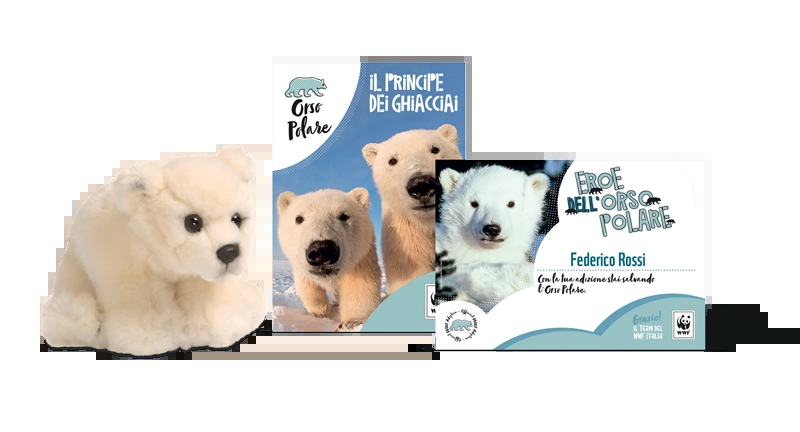 Orso
Polare
IL PRINCIPE
DEI GHIACCIAI
EROE
DELL'ORSO
POLARE
Federico Rossi
Con la tua adozione stai salvando
l'Orso Polare.
Grazie!
IL TEAM DEL
WWF ITALIA
WWF